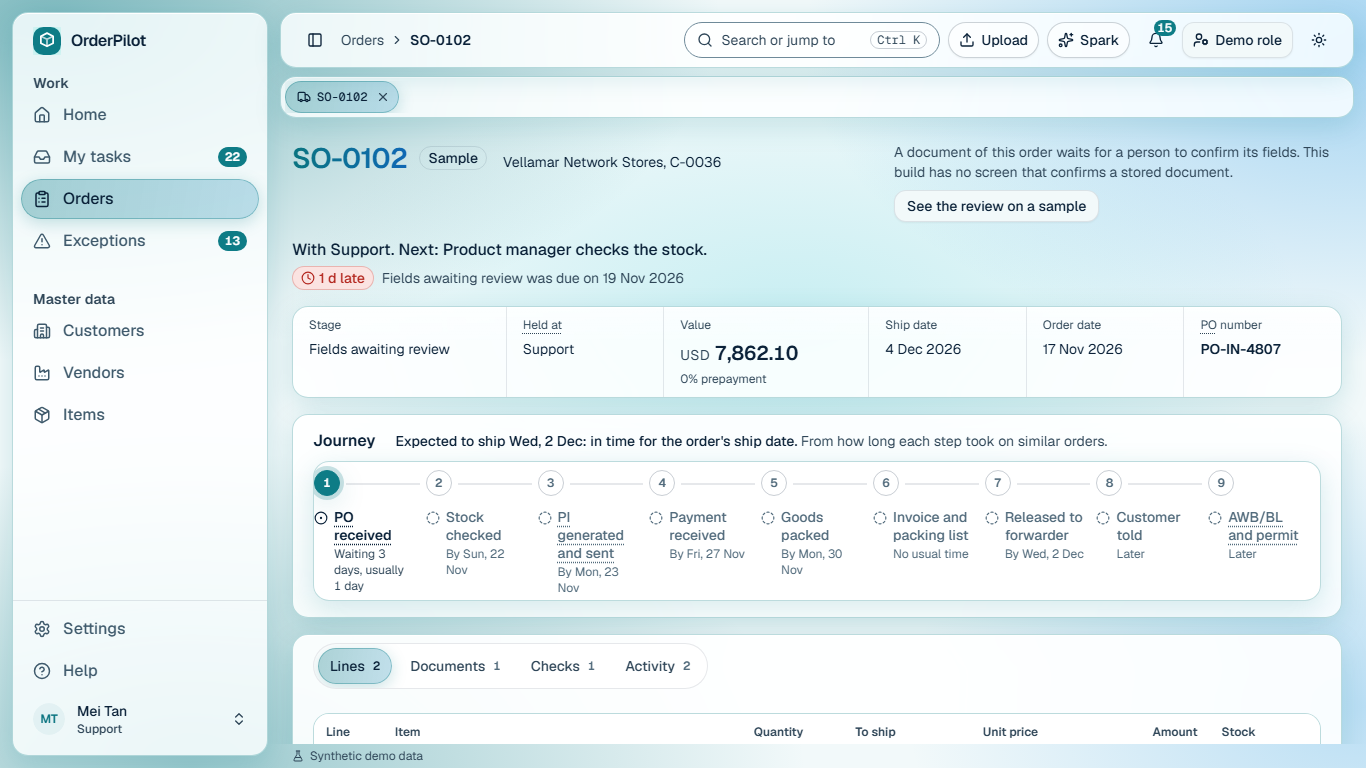 OrderPilot
Work
Home
My tasks 22
Orders
Exceptions 13
Master data
Customers
Vendors
Items
Settings
Help
MT
Mei Tan
Support
Orders > SO-0102
Search or jump to Ctrl K
Upload
Spark
15
Demo role
SO-0102
SO-0102 Sample Vellamar Network Stores, C-0036
A document of this order waits for a person to confirm its fields. This
build has no screen that confirms a stored document.
See the review on a sample
With Support. Next: Product manager checks the stock.
1 d late Fields awaiting review was due on 19 Nov 2026
Stage
Fields awaiting review
Held at
Support
Value
USD 7,862.10
0% prepayment
Ship date
4 Dec 2026
Order date
17 Nov 2026
PO number
PO-IN-4807
Journey Expected to ship Wed, 2 Dec: in time for the order's ship date. From how long each step took on similar orders.
1
PO
received
Waiting 3
days, usually
1 day
2
Stock
checked
By Sun, 22
Nov
3
PI
generated
and sent
By Mon, 23
Nov
4
Payment
received
By Fri, 27 Nov
5
Goods
packed
By Mon, 30
Nov
6
Invoice and
packing list
No usual time
7
Released to
forwarder
By Wed, 2 Dec
8
Customer
told
Later
9
AWB/BL
and permit
Later
Lines 2 Documents 1 Checks 1 Activity 2
Line Item Quantity To ship Unit price Amount Stock
Synthetic demo data